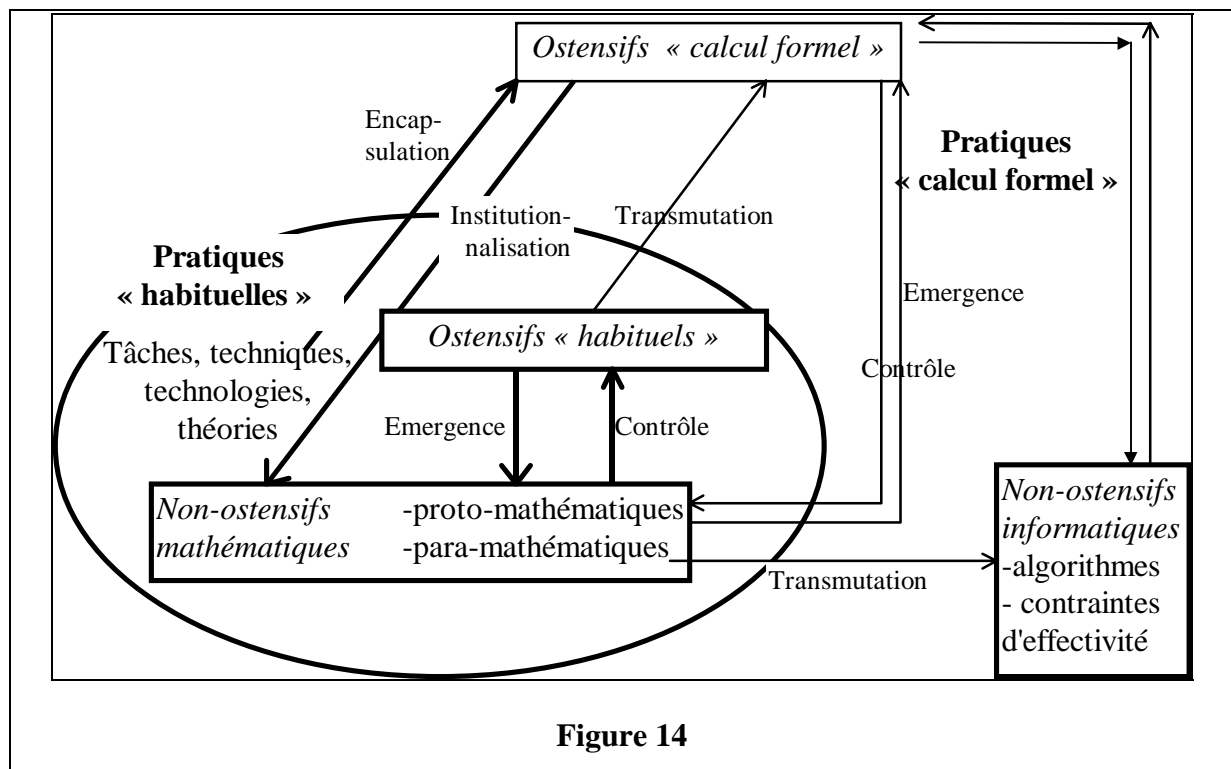 Ostensifs « calcul formel »
Encap-
sulation
Pratiques
« calcul formel »
Institution-
nalisation
Transmutation
Pratiques
« habituelles »
Emergence
Ostensifs « habituels »
Tâches, techniques,
technologies,
théories
Contrôle
Emergence
Contrôle
Non-ostensifs
mathématiques
-proto-mathématiques
-para-mathématiques
Transmutation
Non-ostensifs
informatiques
-algorithmes
- contraintes
d'effectivité
Figure 14